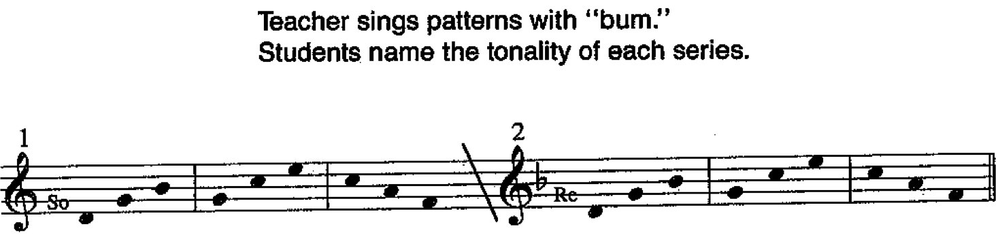 Teacher sings patterns with “bum.”
Students name the tonality of each series.
1 2
So Re